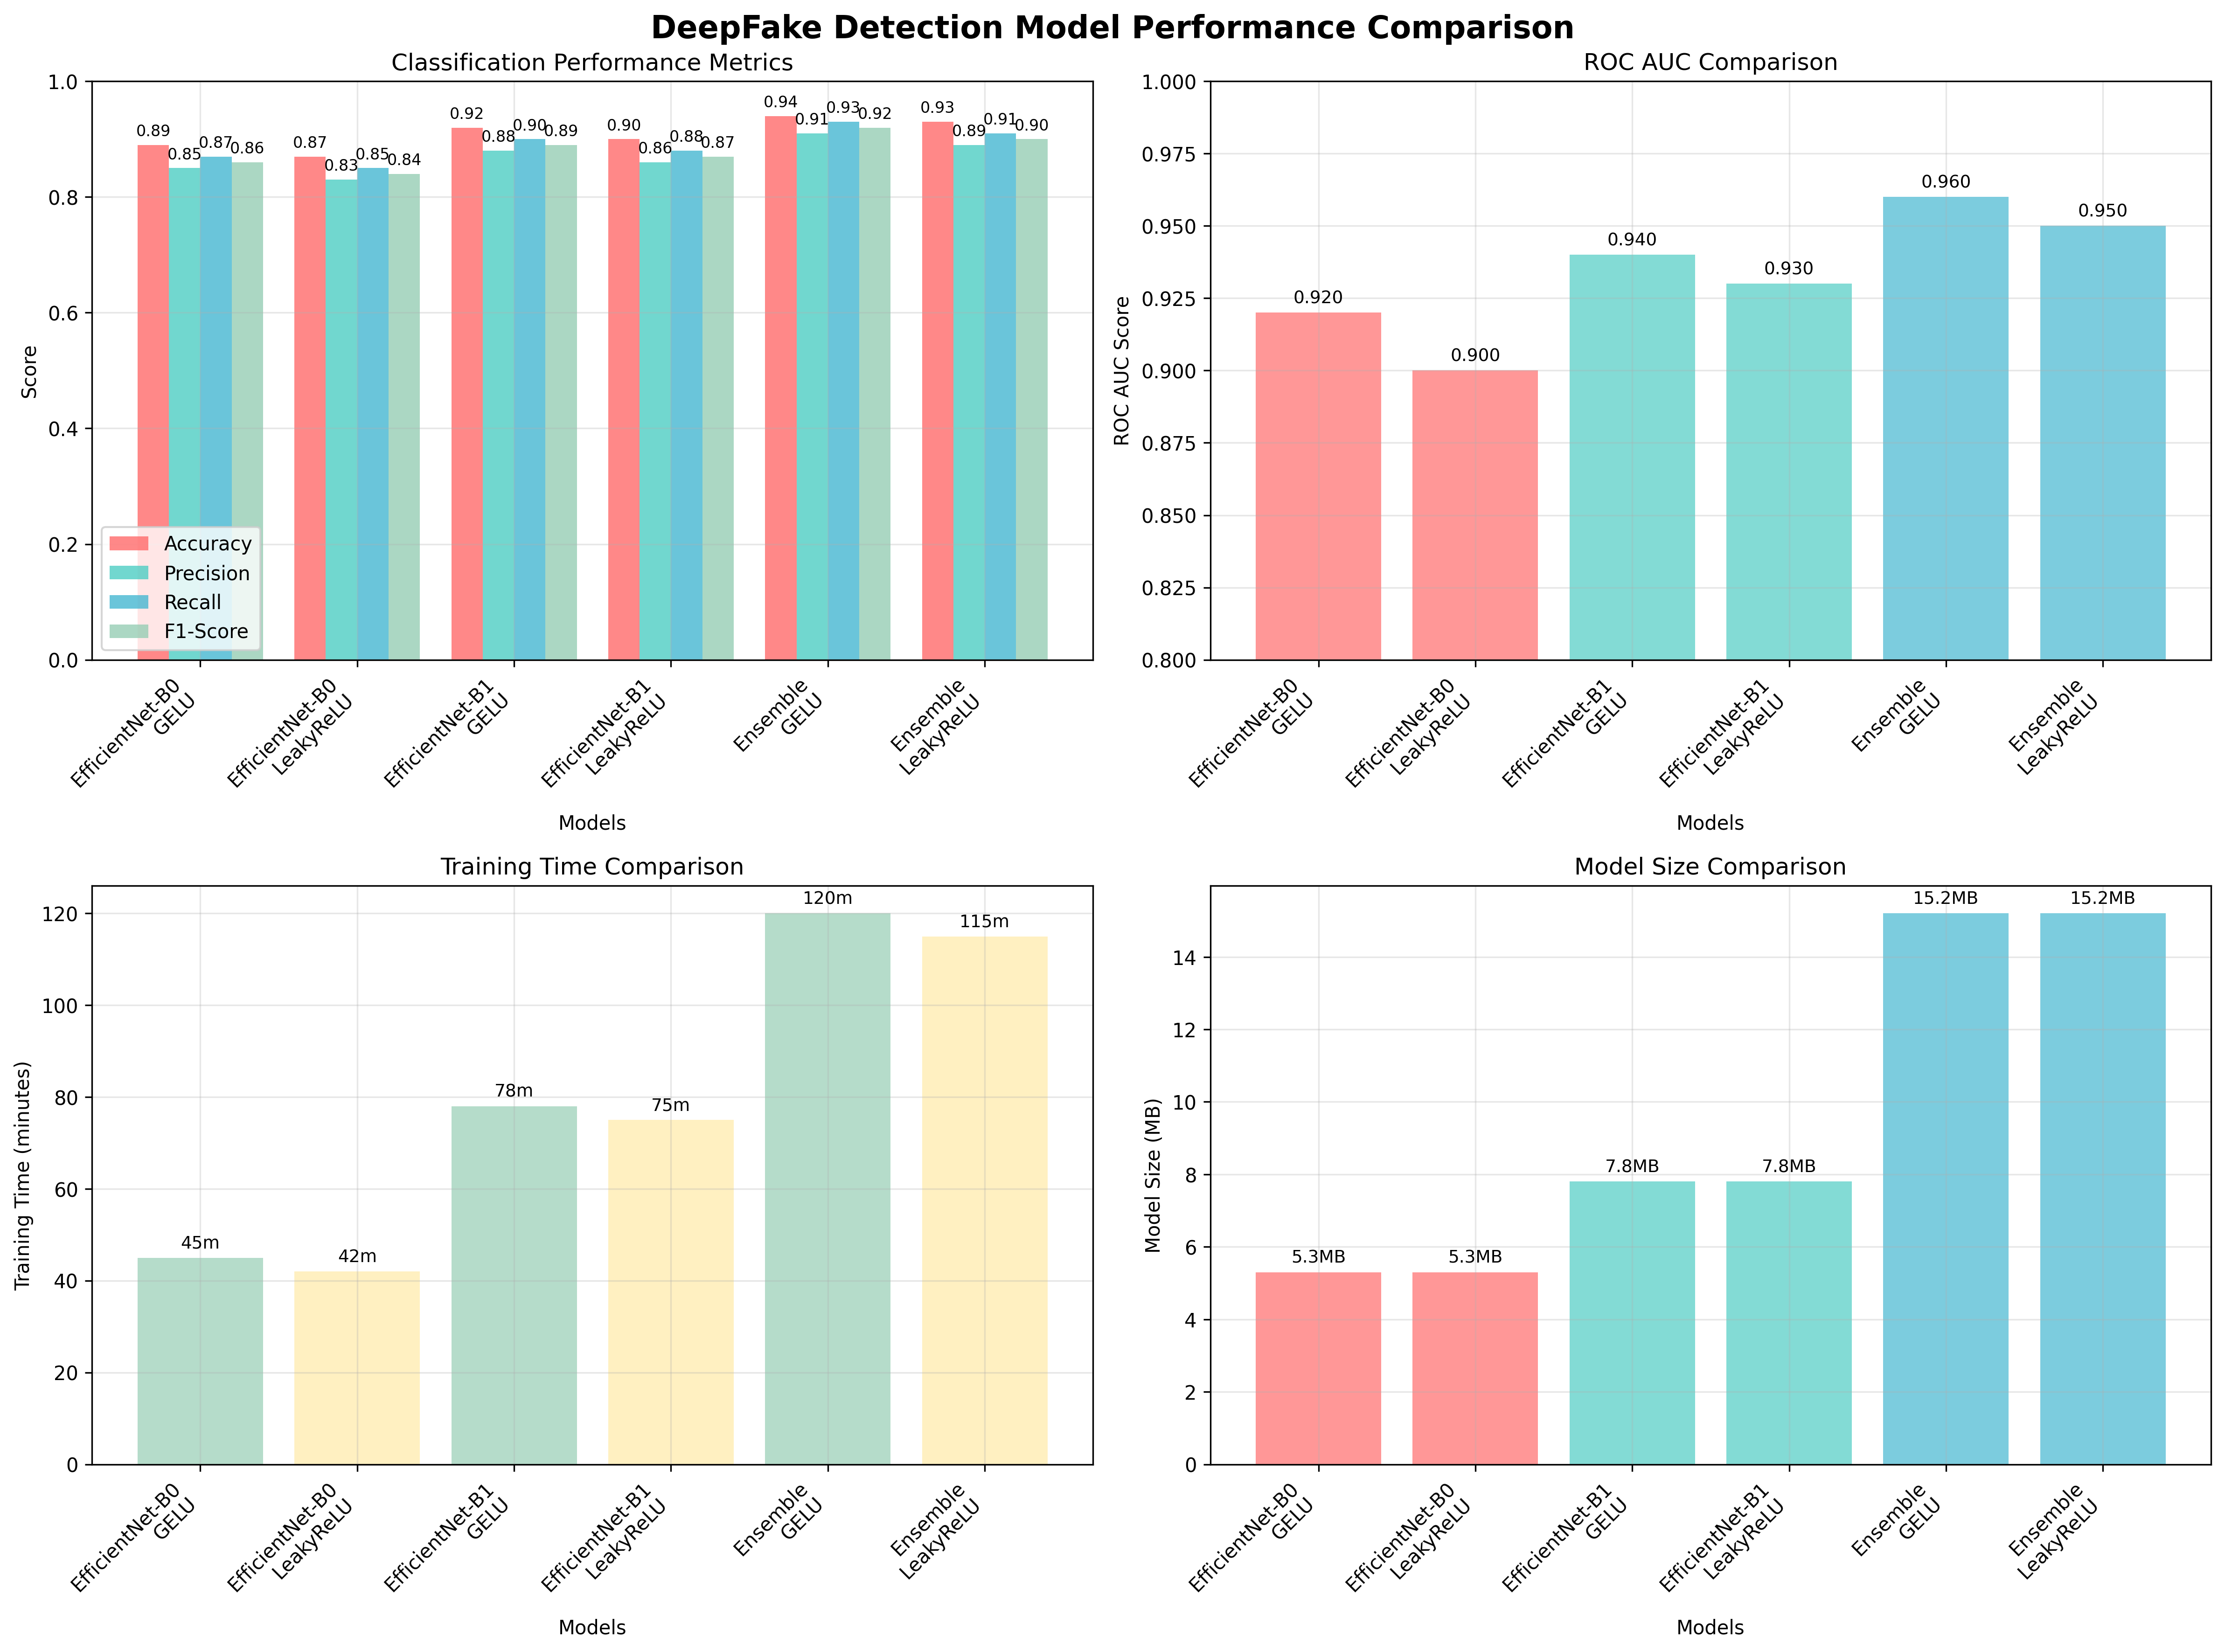 DeepFake Detection Model Performance Comparison
Classification Performance Metrics
1.0
0.8
0.6
0.4
0.2
0.0
Score
0.89
0.85
0.87
0.86
0.87
0.83
0.85
0.84
0.92
0.88
0.90
0.89
0.90
0.86
0.88
0.87
0.94
0.91
0.93
0.92
0.93
0.89
0.91
0.90
Accuracy
Precision
Recall
F1-Score
EfficientNet-B0
GELU
EfficientNet-B0
LeakyReLU
EfficientNet-B1
GELU
EfficientNet-B1
LeakyReLU
Ensemble
GELU
Ensemble
LeakyReLU
Models
ROC AUC Comparison
1.000
0.975
0.950
0.925
0.900
0.875
0.850
0.825
0.800
ROC AUC Score
0.920
0.900
0.940
0.930
0.960
0.950
EfficientNet-B0
GELU
EfficientNet-B0
LeakyReLU
EfficientNet-B1
GELU
EfficientNet-B1
LeakyReLU
Ensemble
GELU
Ensemble
LeakyReLU
Models
Training Time Comparison
120
100
80
60
40
20
0
Training Time (minutes)
45m
42m
78m
75m
120m
115m
EfficientNet-B0
GELU
EfficientNet-B0
LeakyReLU
EfficientNet-B1
GELU
EfficientNet-B1
LeakyReLU
Ensemble
GELU
Ensemble
LeakyReLU
Models
Model Size Comparison
14
12
10
8
6
4
2
0
Model Size (MB)
5.3MB
5.3MB
7.8MB
7.8MB
15.2MB
15.2MB
EfficientNet-B0
GELU
EfficientNet-B0
LeakyReLU
EfficientNet-B1
GELU
EfficientNet-B1
LeakyReLU
Ensemble
GELU
Ensemble
LeakyReLU
Models